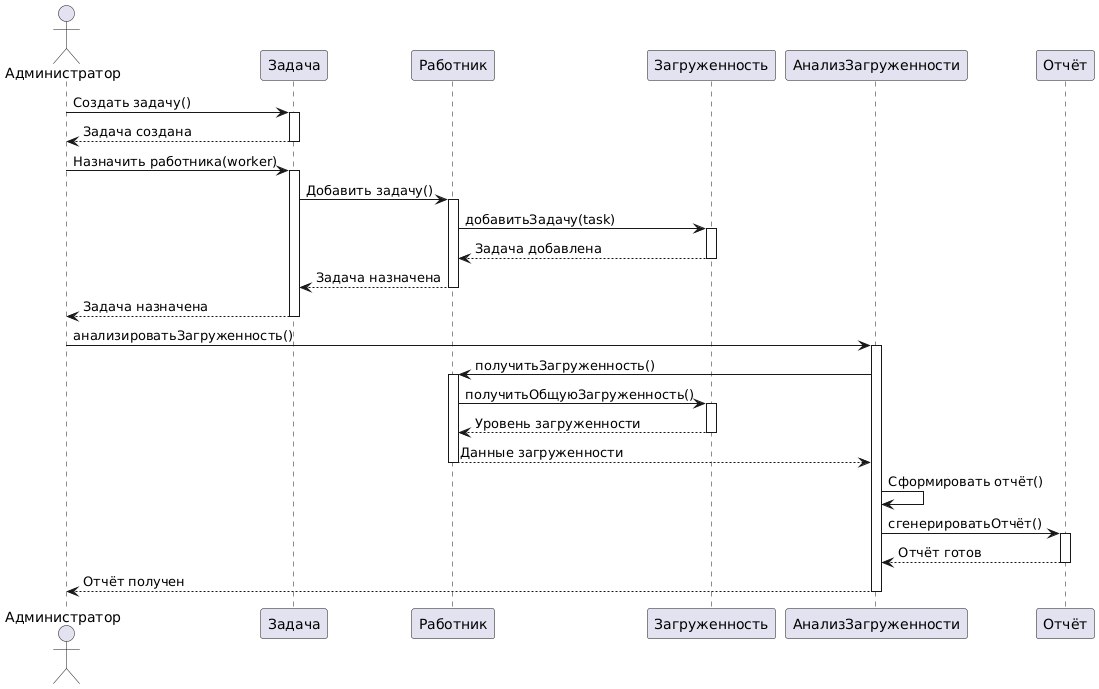 Администратор
Задача
Работник
Загруженность
АнализЗагруженности
Отчёт
Создать задачу()
Задача создана
Назначить работника(worker)
Добавить задачу()
добавитьЗадачу(task)
Задача добавлена
Задача назначена
Задача назначена
анализироватьЗагруженность()
получитьЗагруженность()
получитьОбщуюЗагруженность()
Уровень загруженности
Данные загруженности
Сформировать отчёт()
сгенерироватьОтчёт()
Отчёт готов
Отчёт получен
Администратор
Задача
Работник
Загруженность
АнализЗагруженности
Отчёт